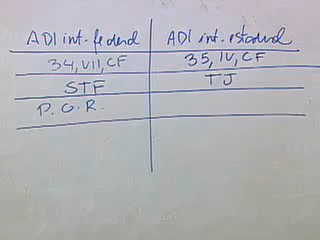 ADI int. federal ADI int. estadual
34, VII, CF 35, IV, CF
STF TJ
P. G. R.